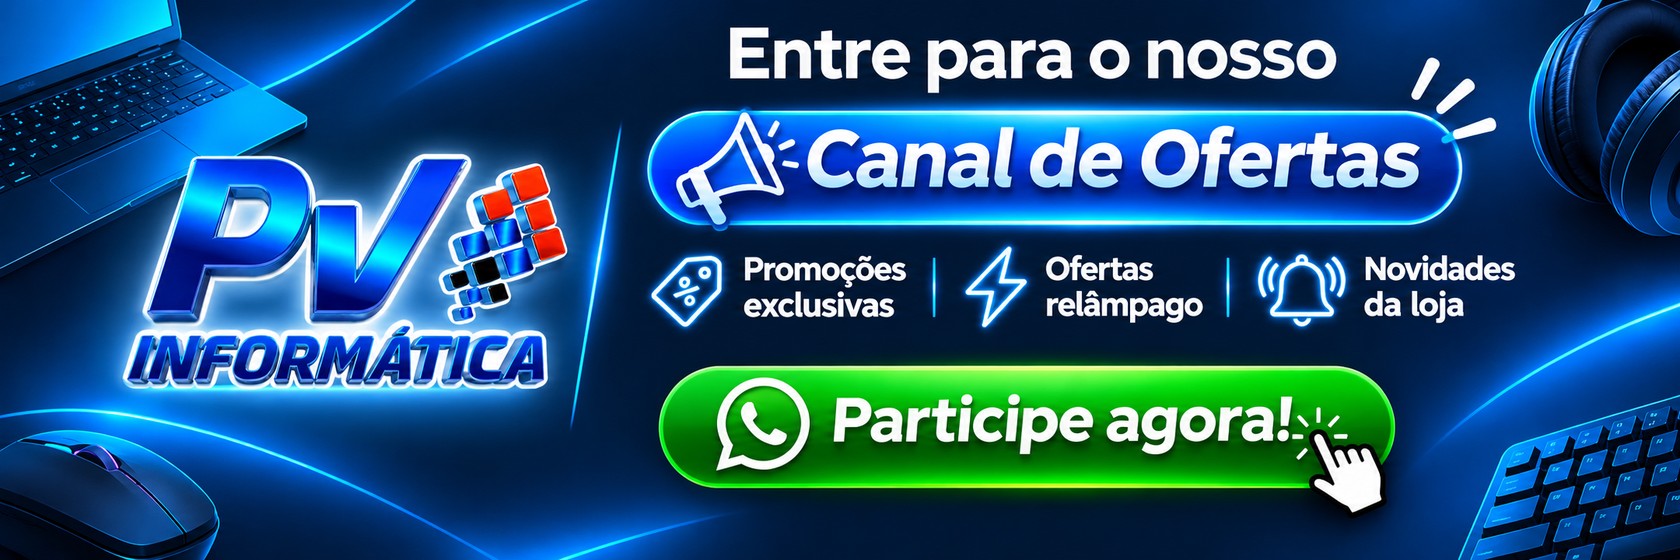 PV
INFORMÁTICA
Entre para o nosso
Canal de Ofertas
Promoções
exclusivas
Ofertas
relâmpago
Novidades
da loja
Participe agora!